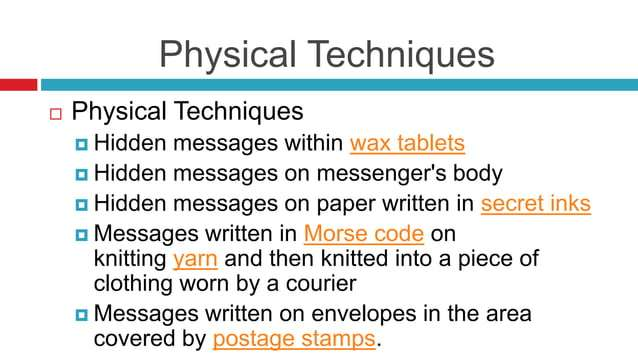 Physical Techniques
Physical Techniques
Hidden messages within wax tablets
Hidden messages on messenger's body
Hidden messages on paper written in secret inks
Messages written in Morse code on
knitting yarn and then knitted into a piece of
clothing worn by a courier
Messages written on envelopes in the area
covered by postage stamps.